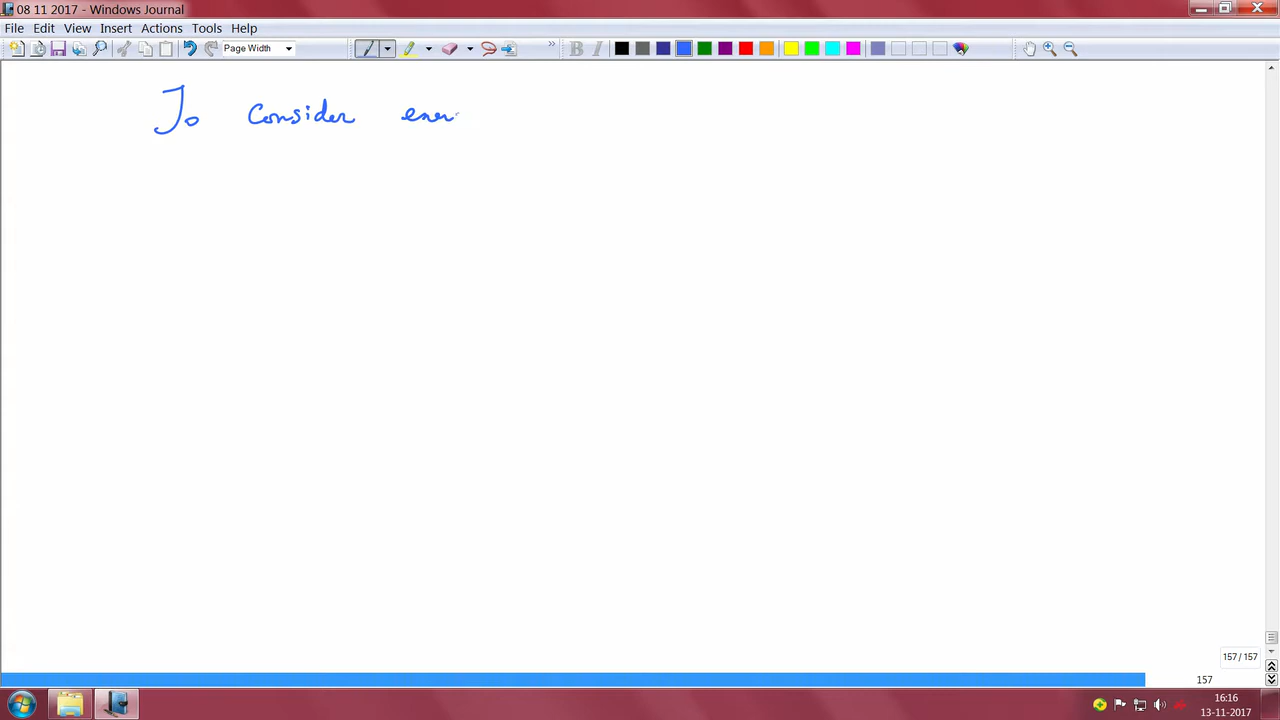 08 11 2017 - Windows Journal
File Edit View Insert Actions Tools Help
Page Width
To Consider ener
157 / 157
157
16:16
13-11-2017